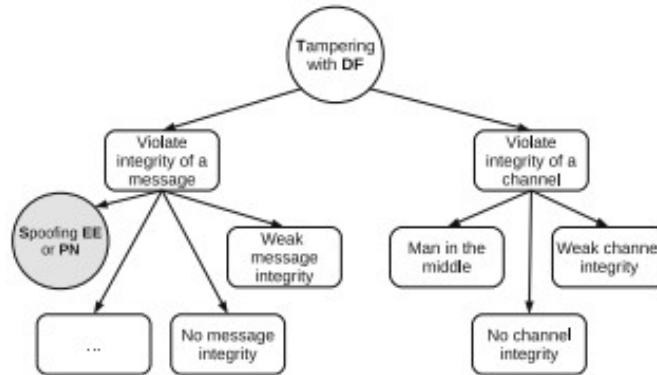 Tampering
with DF
Violate
integrity of a
message
Violate
integrity of a
channel
Spoofing EE
or PN
Weak
message
integrity
Man in the
middle
Weak channel
integrity
...
No message
integrity
No channel
integrity